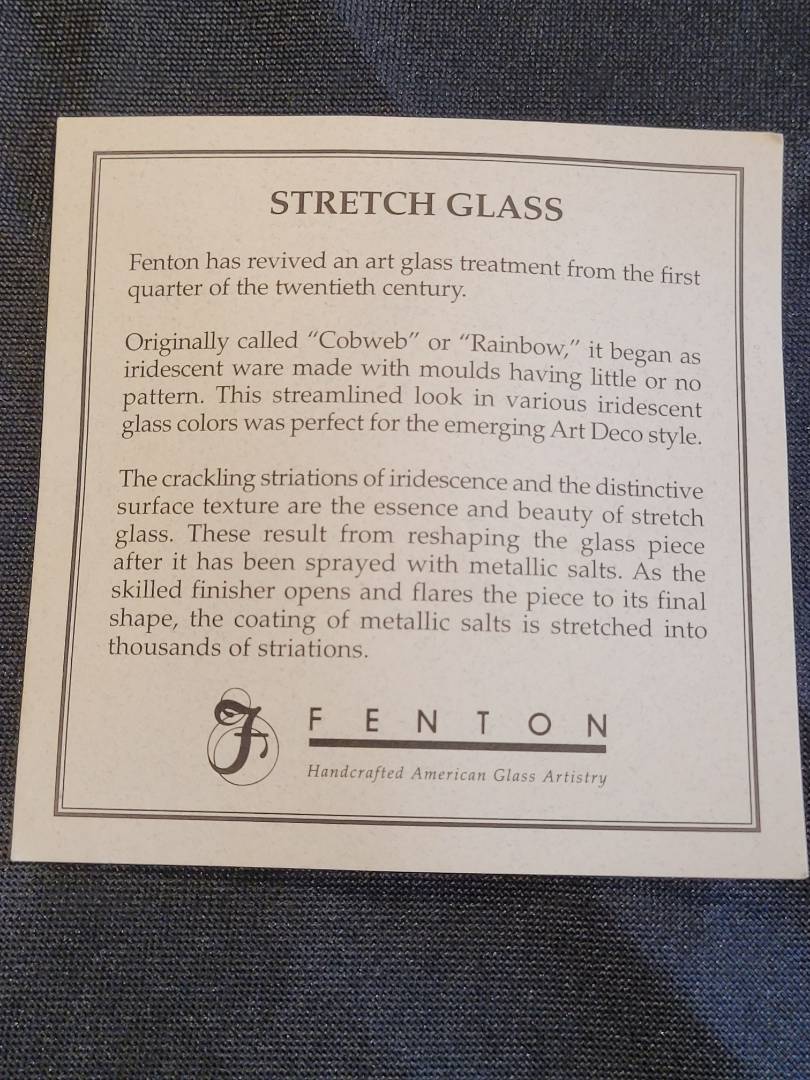 STRETCH GLASS
Fenton has revived an art glass treatment from the first
quarter of the twentieth century.
Originally called “Cobweb” or “Rainbow,” it began as
iridescent ware made with moulds having little or no
pattern. This streamlined look in various iridescent
glass colors was perfect for the emerging Art Deco style.
The crackling striations of iridescence and the distinctive
surface texture are the essence and beauty of stretch
glass. These result from reshaping the glass piece
after it has been sprayed with metallic salts. As the
skilled finisher opens and flares the piece to its final
shape, the coating of metallic salts is stretched into
thousands of striations.
F FENTON
Handcrafted American Glass Artistry